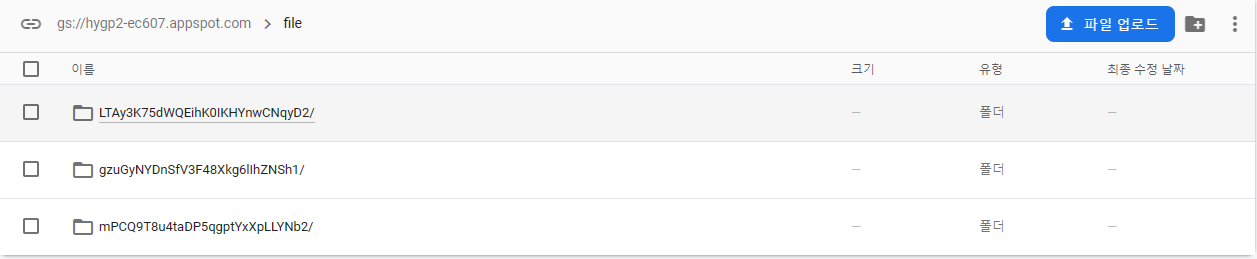 gs://hygp2-ec607.appspot.com > file 파일 업로드
이름 크기 유형 최종 수정 날짜
LTAy3K75dWQEihK0IKHYnwCNqyD2/ — 폴더 —
gzuGyNYDnSfV3F48Xkg6lIhZNSh1/ — 폴더 —
mPCQ9T8u4taDP5qgptYxXpLLYNb2/ — 폴더 —